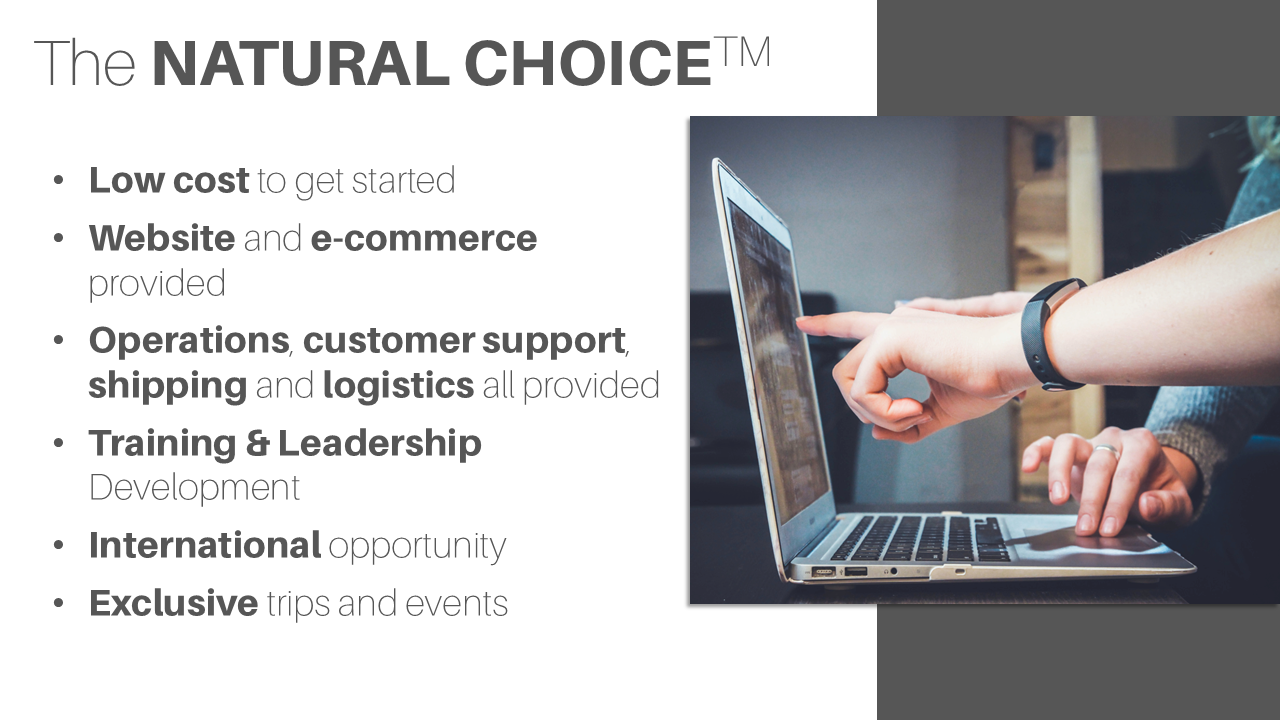 The NATURAL CHOICE™
• Low cost to get started
• Website and e-commerce
provided
• Operations, customer support,
shipping and logistics all provided
• Training & Leadership
Development
• International opportunity
• Exclusive trips and events